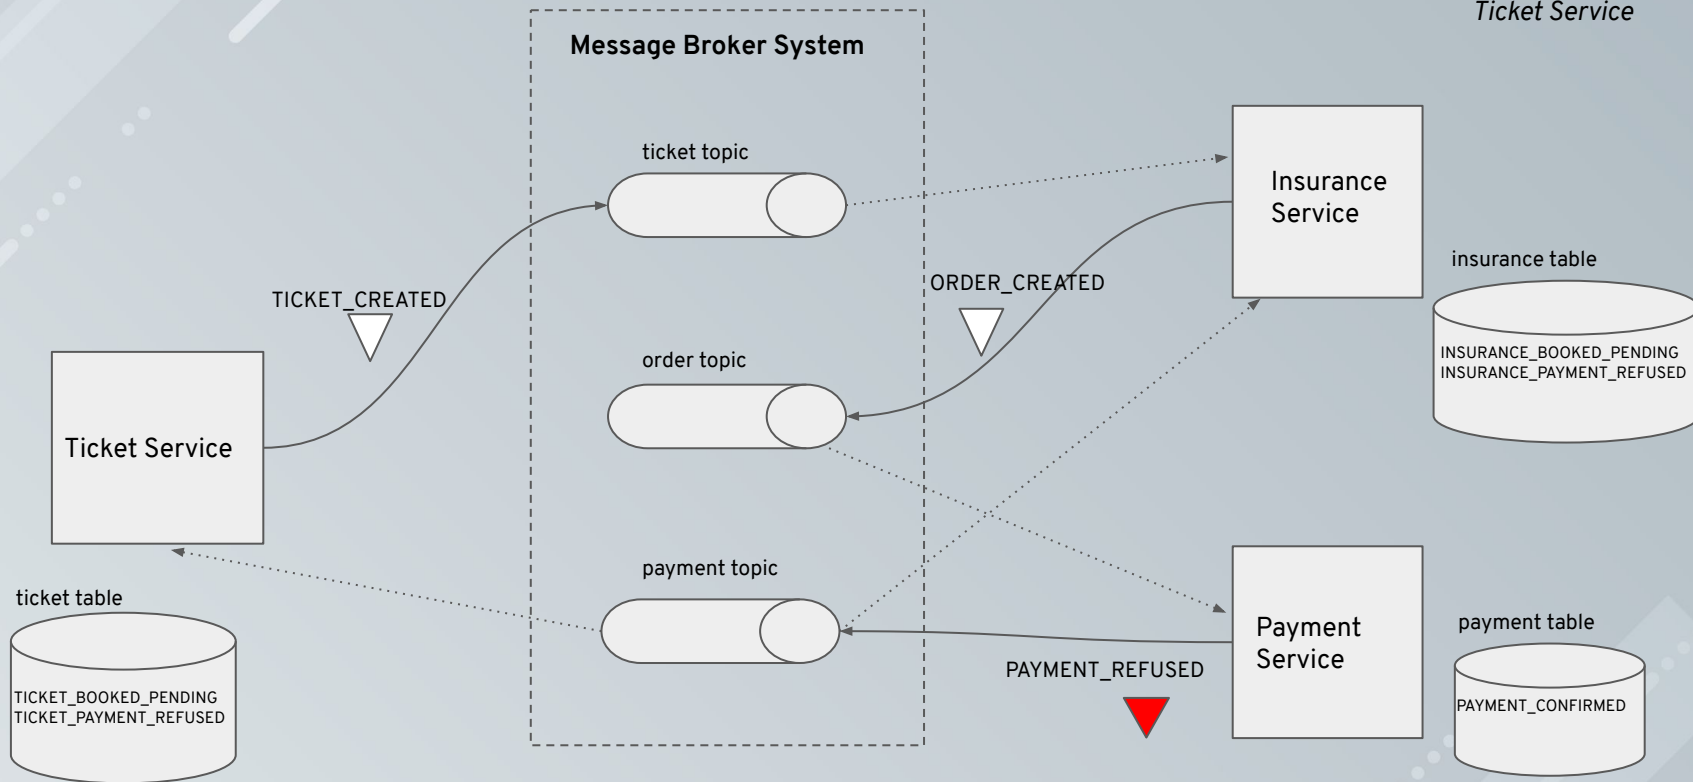 Ticket Service
Message Broker System
ticket topic
Insurance
Service
insurance table
ORDER_CREATED
TICKET_CREATED
INSURANCE_BOOKED_PENDING
INSURANCE_PAYMENT_REFUSED
order topic
Ticket Service
payment topic
ticket table
Payment
Service
payment table
PAYMENT_REFUSED
TICKET_BOOKED_PENDING
TICKET_PAYMENT_REFUSED
PAYMENT_CONFIRMED